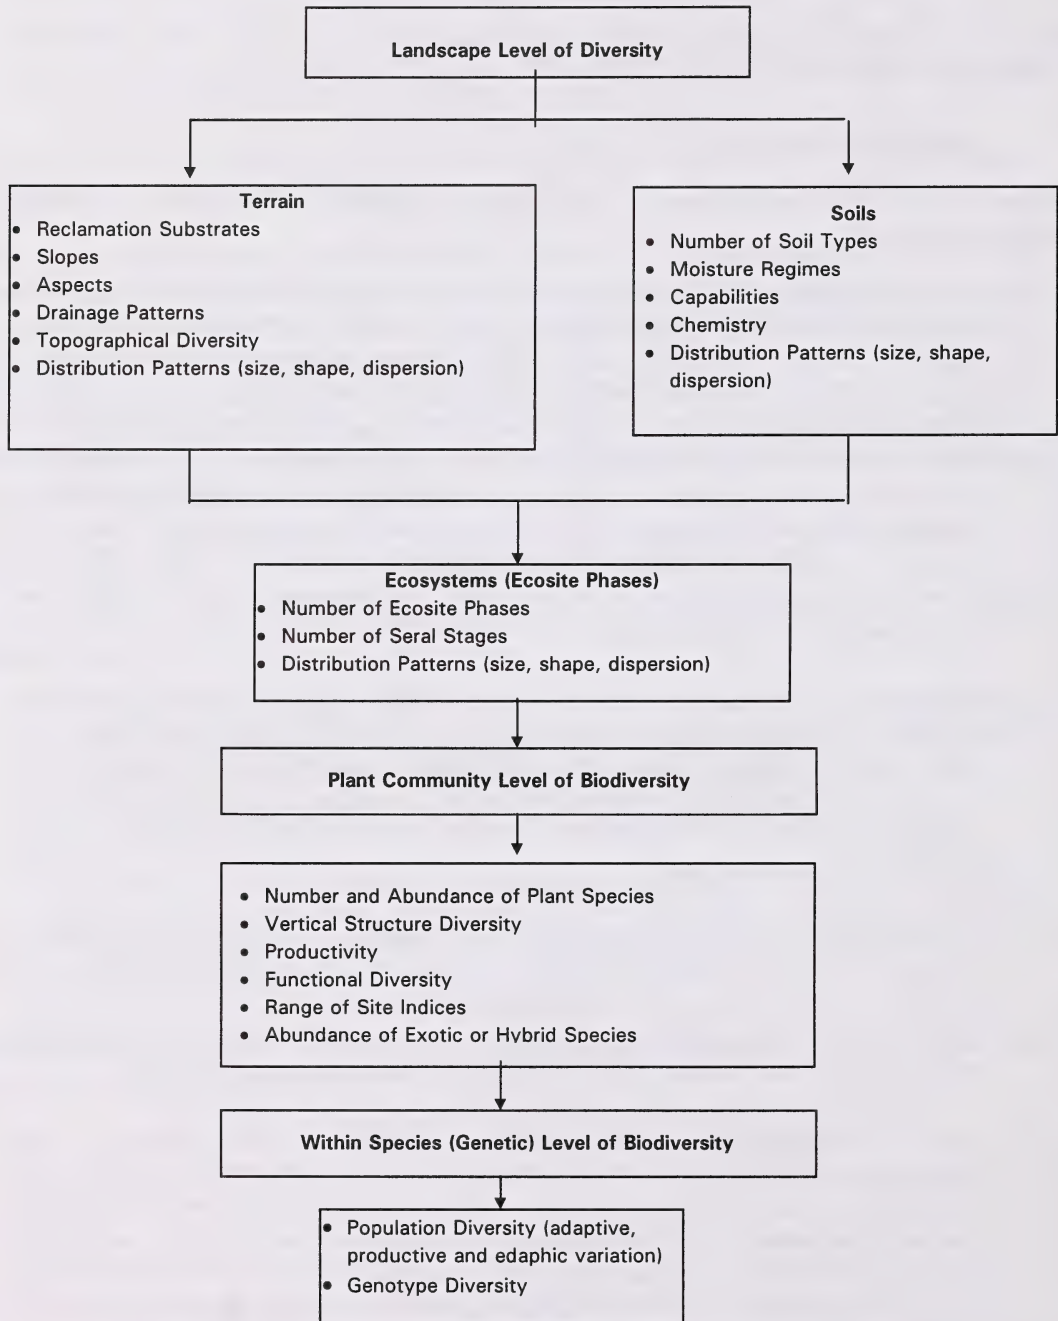 Landscape Level of Diversity
Terrain
• Reclamation Substrates
• Slopes
• Aspects
• Drainage Patterns
• Topographical Diversity
• Distribution Patterns (size, shape, dispersion)
Soils
• Number of Soil Types
• Moisture Regimes
• Capabilities
• Chemistry
• Distribution Patterns (size, shape,
dispersion)
Ecosystems (Ecosite Phases)
• Number of Ecosite Phases
• Number of Seral Stages
• Distribution Patterns (size, shape, dispersion)
Plant Community Level of Biodiversity
• Number and Abundance of Plant Species
• Vertical Structure Diversity
• Productivity
• Functional Diversity
• Range of Site Indices
• Abundance of Exotic or Hybrid Species
Within Species (Genetic) Level of Biodiversity
• Population Diversity (adaptive,
productive and edaphic variation)
• Genotype Diversity